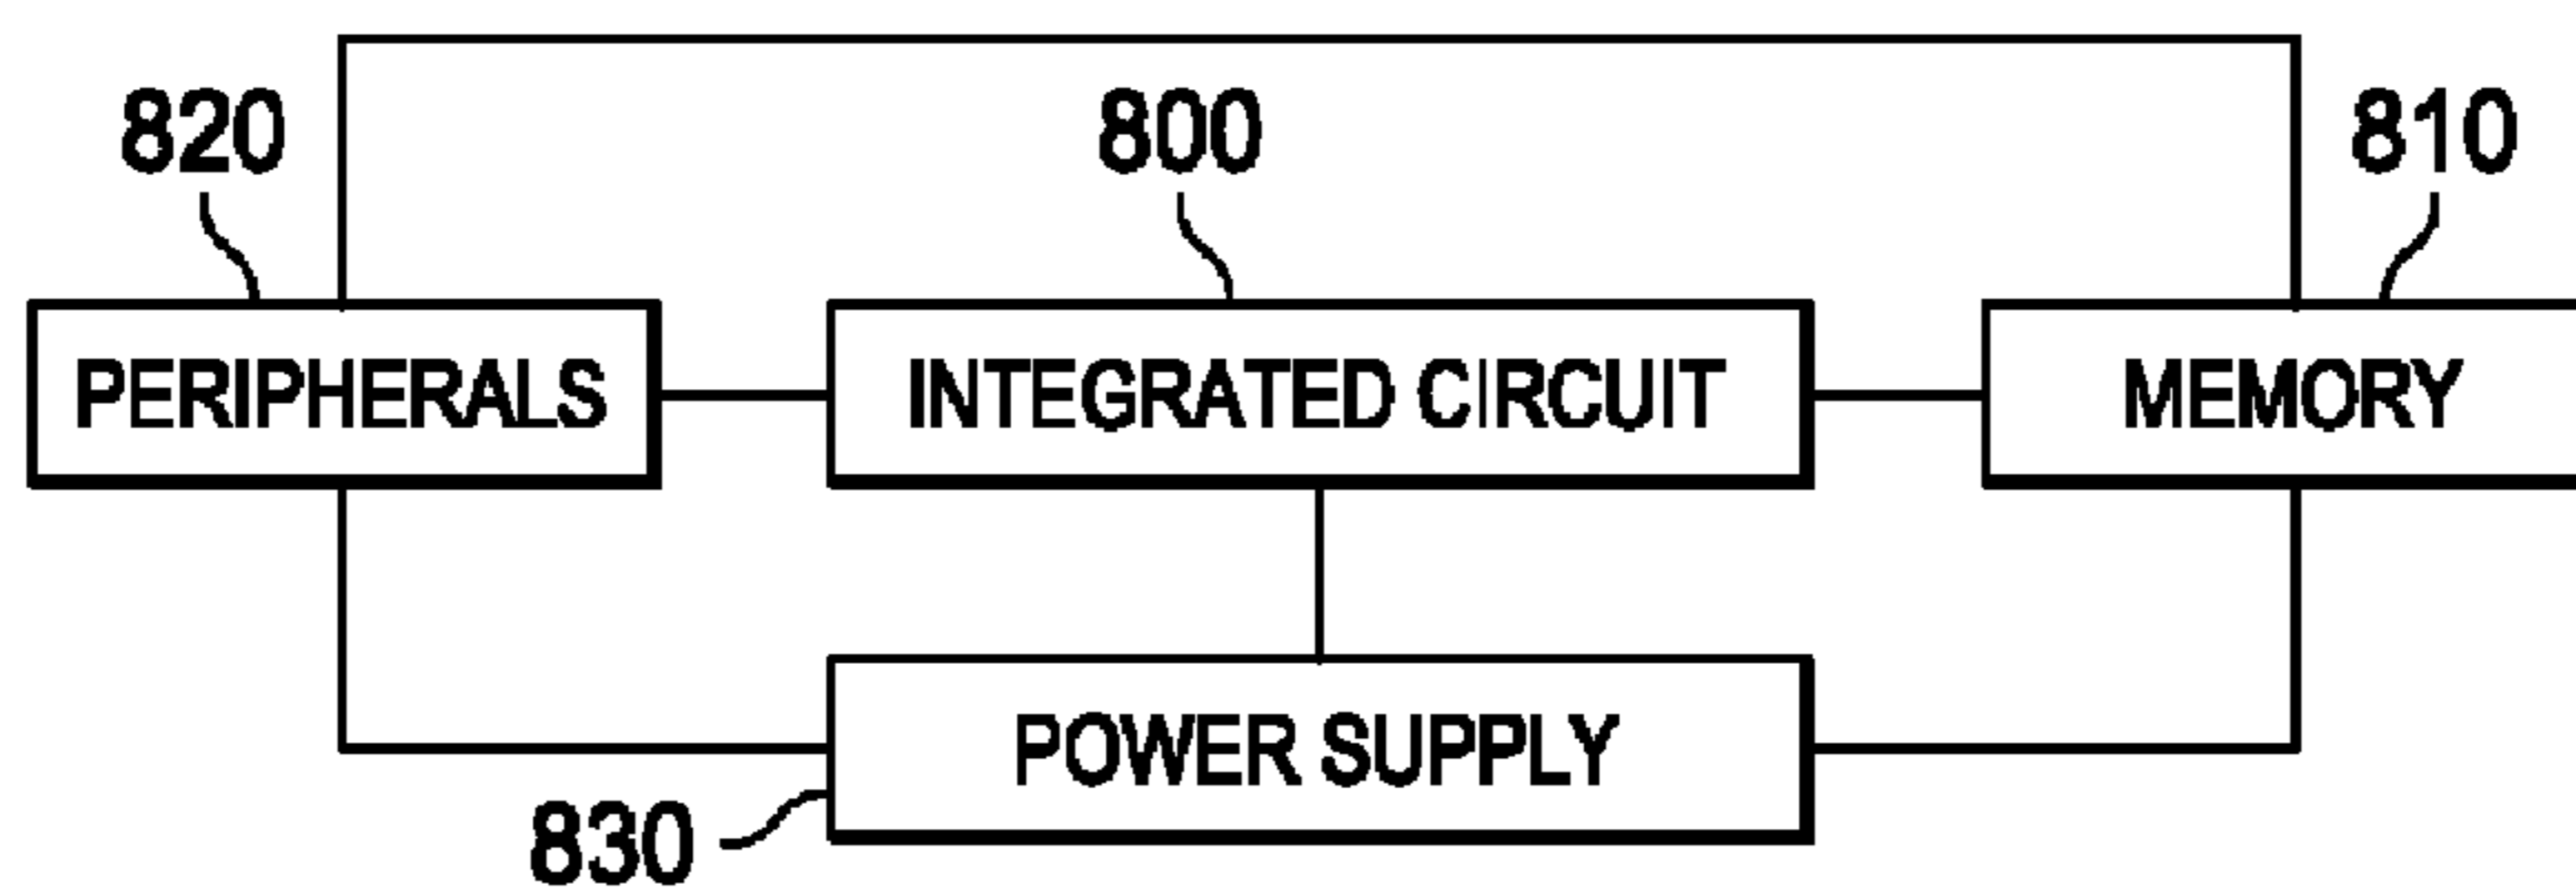 820
800
810
PERIPHERALS
INTEGRATED CIRCUIT
MEMORY
POWER SUPPLY
830